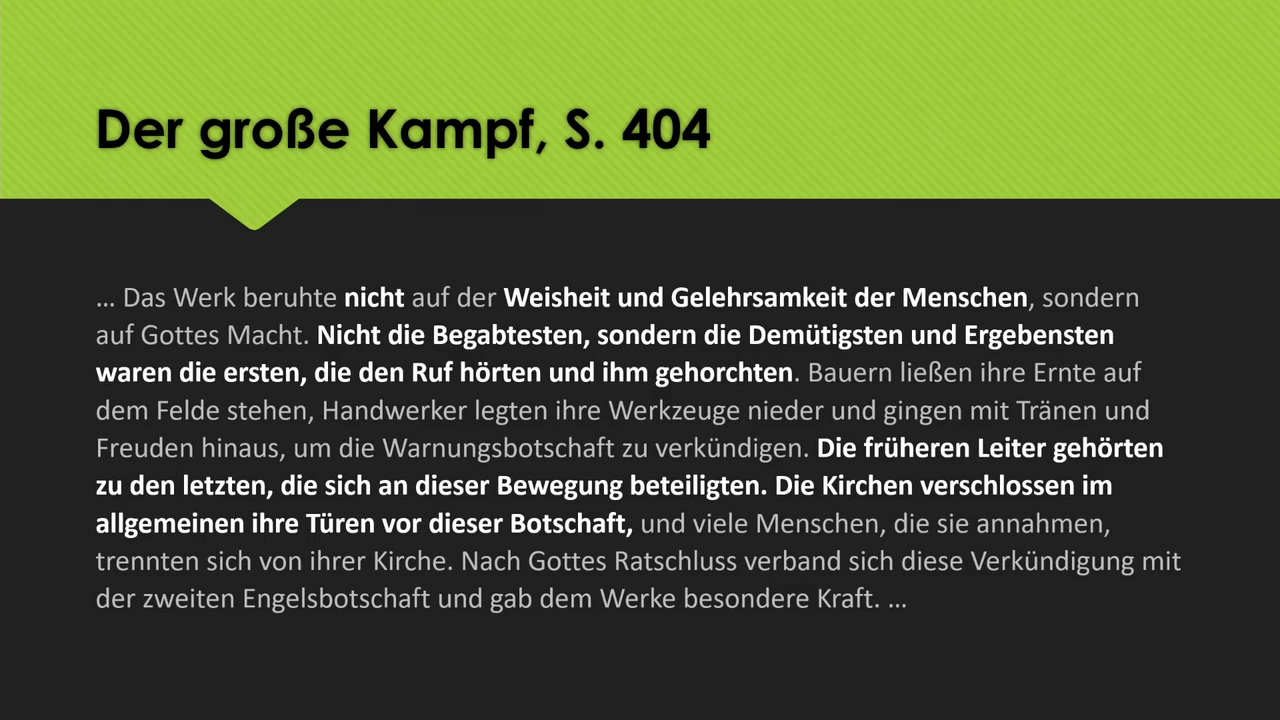 Der große Kampf, S. 404
… Das Werk beruhte nicht auf der Weisheit und Gelehrsamkeit der Menschen, sondern
auf Gottes Macht. Nicht die Begabtesten, sondern die Demütigsten und Ergebensten
waren die ersten, die den Ruf hörten und ihm gehorchten. Bauern ließen ihre Ernte auf
dem Felde stehen, Handwerker legten ihre Werkzeuge nieder und gingen mit Tränen und
Freuden hinaus, um die Warnungsbotschaft zu verkündigen. Die früheren Leiter gehörten
zu den letzten, die sich an dieser Bewegung beteiligten. Die Kirchen verschlossen im
allgemeinen ihre Türen vor dieser Botschaft, und viele Menschen, die sie annahmen,
trennten sich von ihrer Kirche. Nach Gottes Ratschluss verband sich diese Verkündigung mit
der zweiten Engelsbotschaft und gab dem Werke besondere Kraft. …